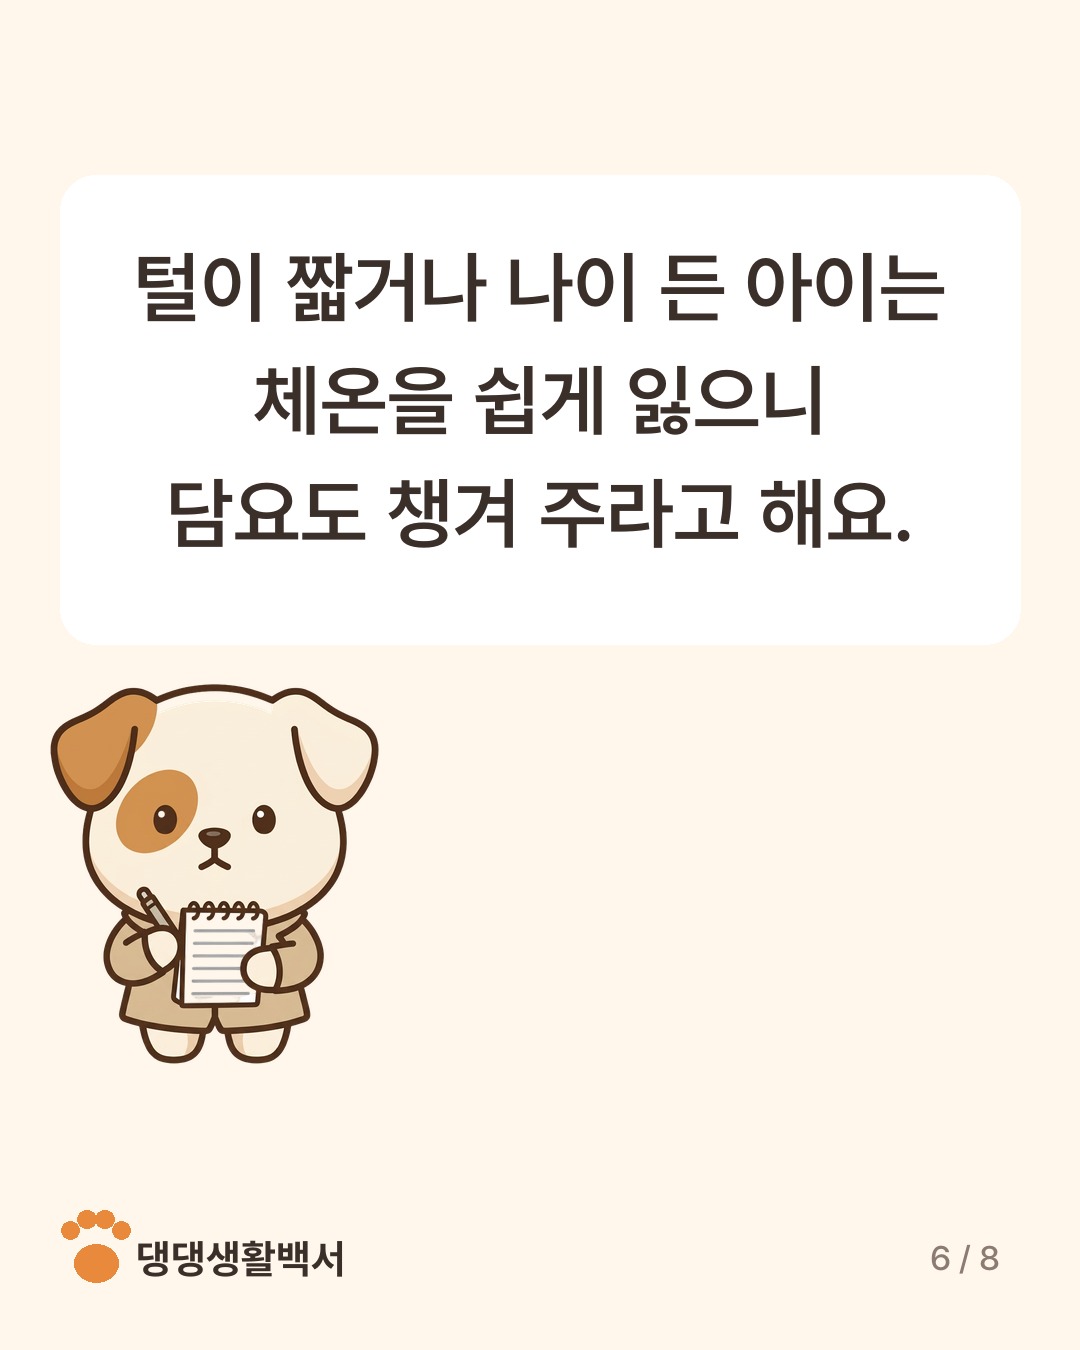 털이 짧거나 나이 든 아이는
체온을 쉽게 잃으니
담요도 챙겨 주라고 해요.
댕댕생활백서
6 / 8